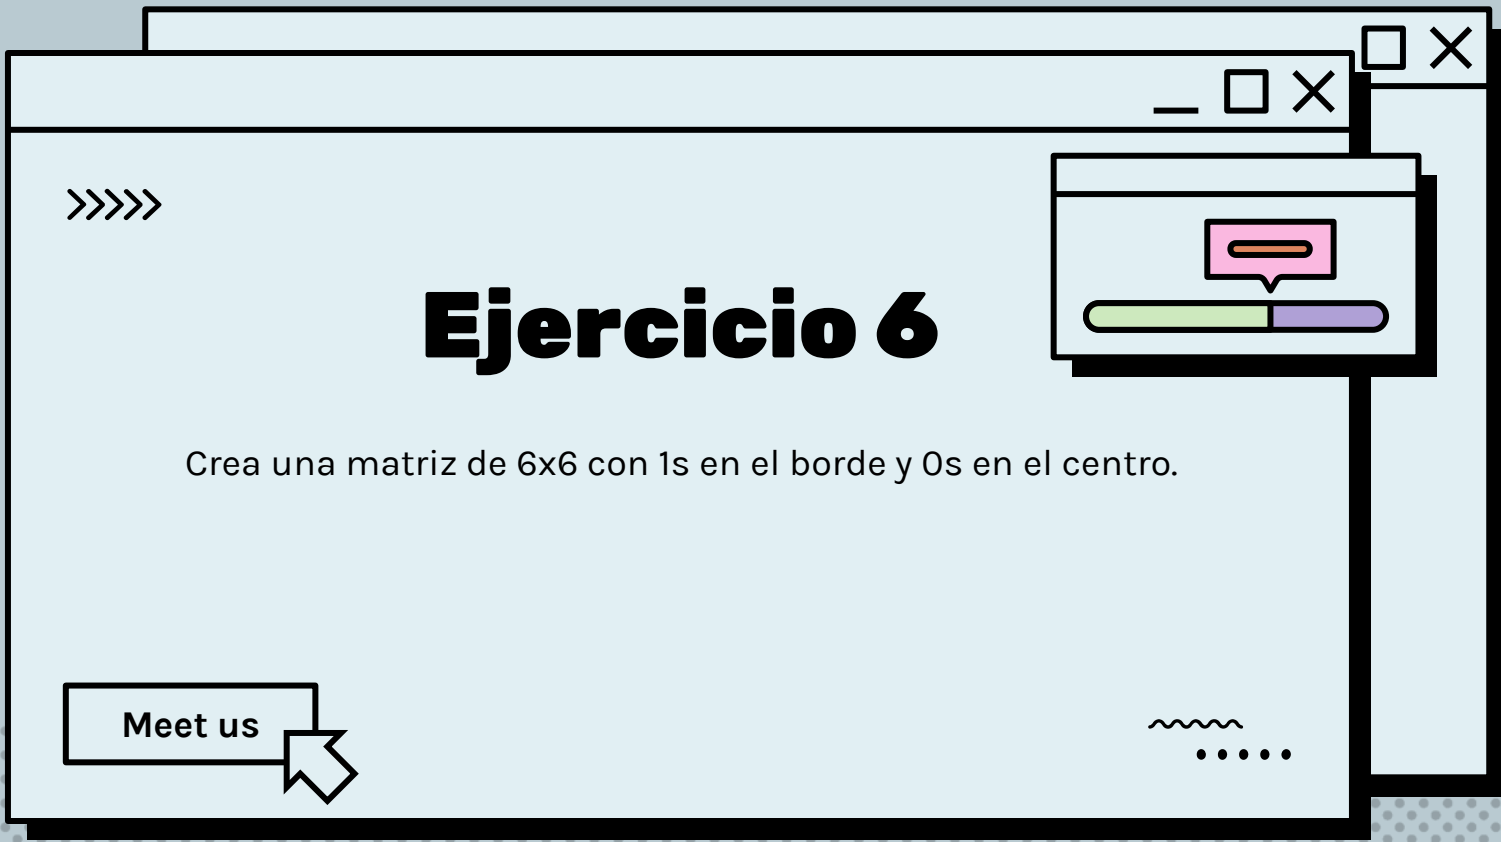 Ejercicio 6
Crea una matriz de 6x6 con 1s en el borde y 0s en el centro.
Meet us